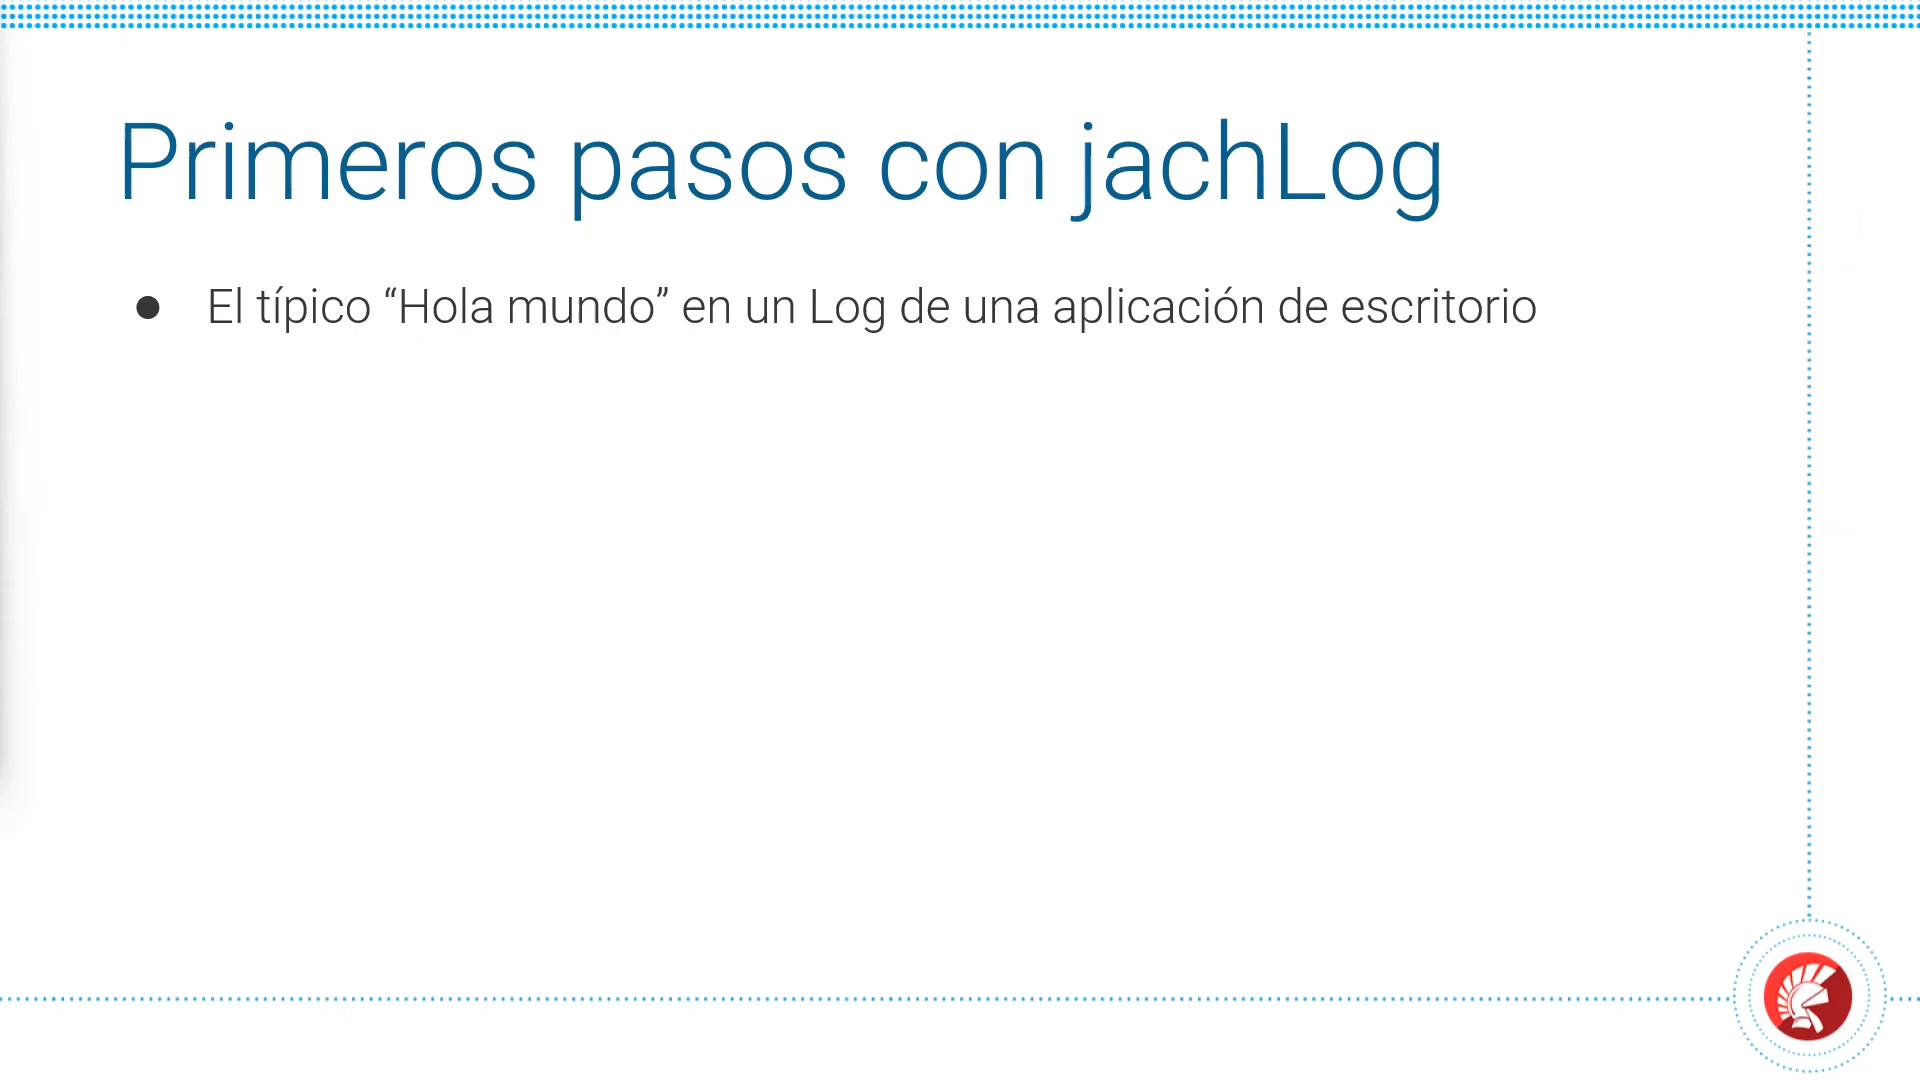 Primeros pasos con jachLog
● El típico “Hola mundo” en un Log de una aplicación de escritorio